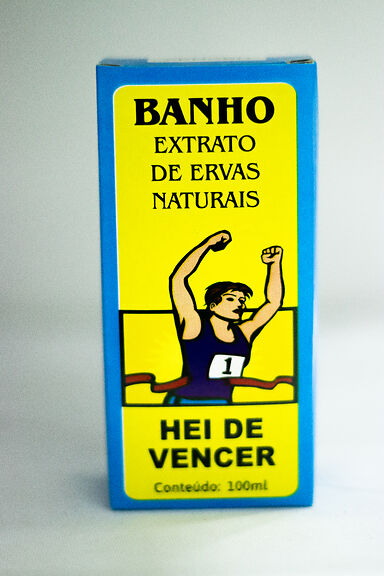 BANHO
EXTRATO
DE ERVAS
NATURAIS
1
HEI DE
VENCER
Conteúdo: 100ml